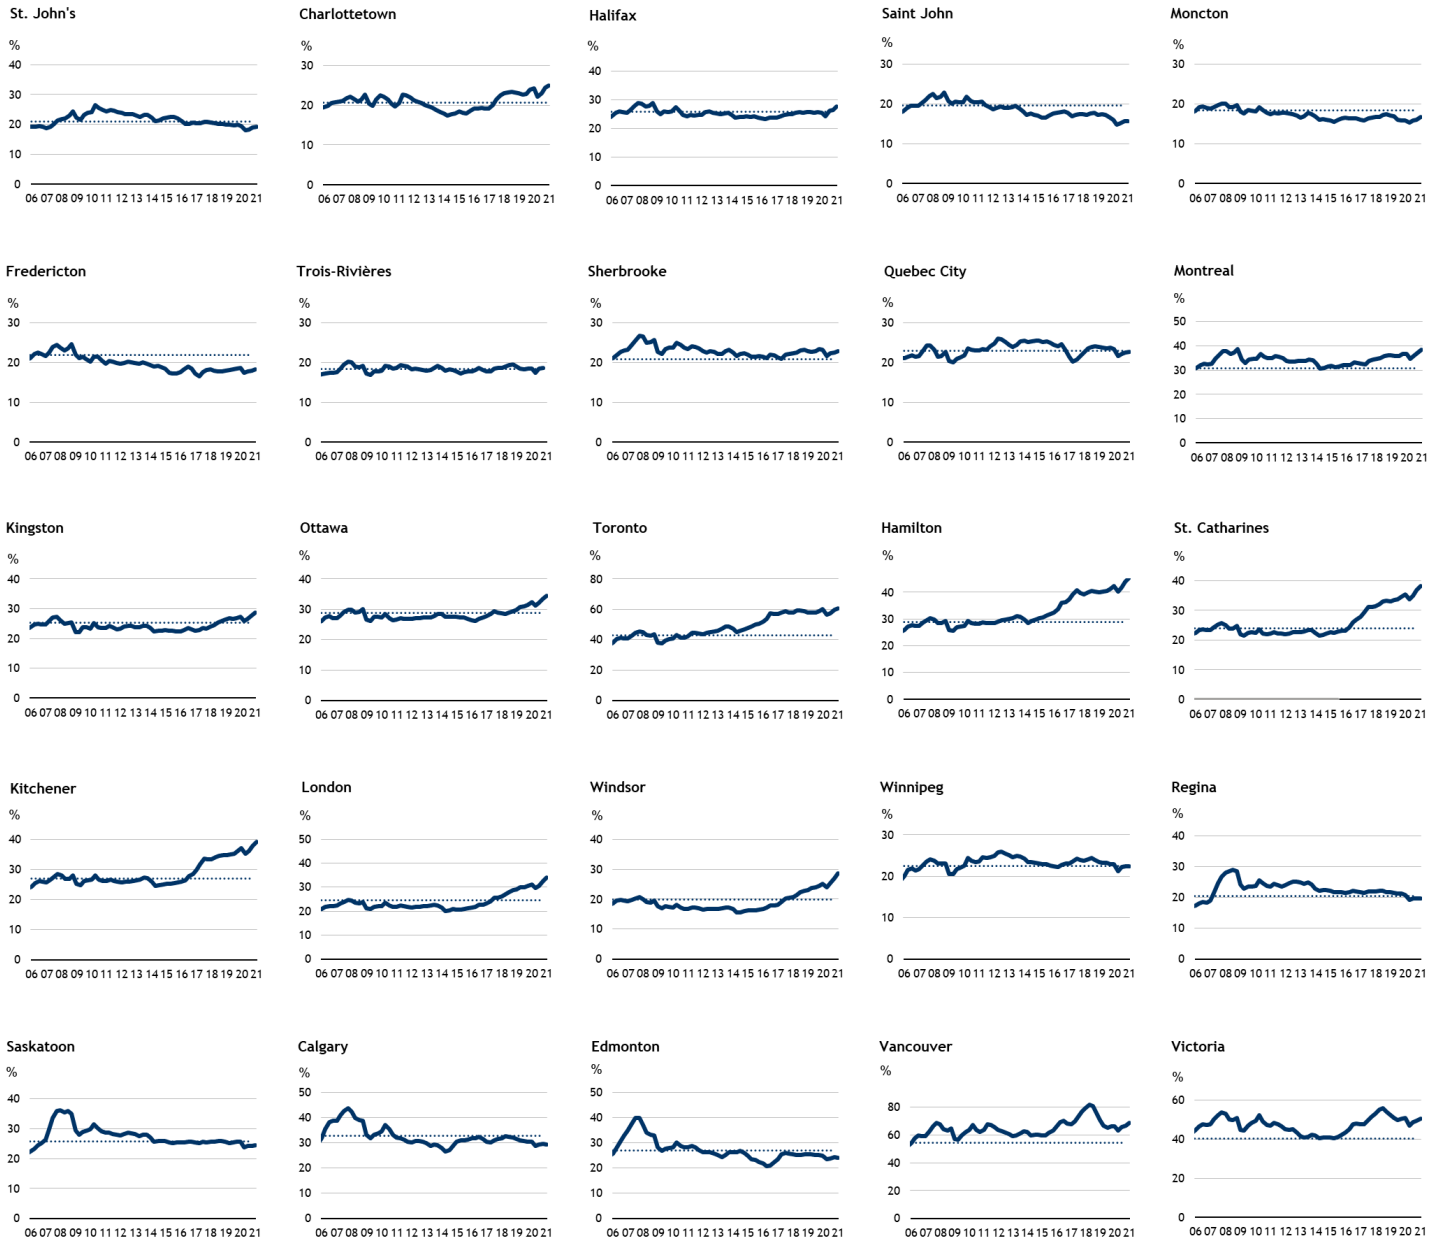 St. John's
%
40
30
20
10
0
06 07 08 09 10 11 12 13 14 15 16 17 18 19 20 21
Charlottetown
%
30
20
10
0
06 07 08 09 10 11 12 13 14 15 16 17 18 19 20 21
Halifax
%
40
30
20
10
0
06 07 08 09 10 11 12 13 14 15 16 17 18 19 20 21
Saint John
%
30
20
10
0
06 07 08 09 10 11 12 13 14 15 16 17 18 19 20 21
Moncton
%
30
20
10
0
06 07 08 09 10 11 12 13 14 15 16 17 18 19 20 21
Fredericton
%
30
20
10
0
06 07 08 09 10 11 12 13 14 15 16 17 18 19 20 21
Trois-Rivières
%
30
20
10
0
06 07 08 09 10 11 12 13 14 15 16 17 18 19 20 21
Sherbrooke
%
30
20
10
0
06 07 08 09 10 11 12 13 14 15 16 17 18 19 20 21
Quebec City
%
30
20
10
0
06 07 08 09 10 11 12 13 14 15 16 17 18 19 20 21
Montreal
%
50
40
30
20
10
0
06 07 08 09 10 11 12 13 14 15 16 17 18 19 20 21
Kingston
%
40
30
20
10
0
06 07 08 09 10 11 12 13 14 15 16 17 18 19 20 21
Ottawa
%
40
30
20
10
0
06 07 08 09 10 11 12 13 14 15 16 17 18 19 20 21
Toronto
%
80
60
40
20
0
06 07 08 09 10 11 12 13 14 15 16 17 18 19 20 21
Hamilton
%
40
30
20
10
0
06 07 08 09 10 11 12 13 14 15 16 17 18 19 20 21
St. Catharines
%
40
30
20
10
0
06 07 08 09 10 11 12 13 14 15 16 17 18 19 20 21
Kitchener
%
40
30
20
10
0
06 07 08 09 10 11 12 13 14 15 16 17 18 19 20 21
London
%
50
40
30
20
10
0
06 07 08 09 10 11 12 13 14 15 16 17 18 19 20 21
Windsor
%
40
30
20
10
0
06 07 08 09 10 11 12 13 14 15 16 17 18 19 20 21
Winnipeg
%
30
20
10
0
06 07 08 09 10 11 12 13 14 15 16 17 18 19 20 21
Regina
%
40
30
20
10
0
06 07 08 09 10 11 12 13 14 15 16 17 18 19 20 21
Saskatoon
%
40
30
20
10
0
06 07 08 09 10 11 12 13 14 15 16 17 18 19 20 21
Calgary
%
50
40
30
20
10
0
06 07 08 09 10 11 12 13 14 15 16 17 18 19 20 21
Edmonton
%
50
40
30
20
10
0
06 07 08 09 10 11 12 13 14 15 16 17 18 19 20 21
Vancouver
%
80
60
40
20
0
06 07 08 09 10 11 12 13 14 15 16 17 18 19 20 21
Victoria
%
60
40
20
0
06 07 08 09 10 11 12 13 14 15 16 17 18 19 20 21